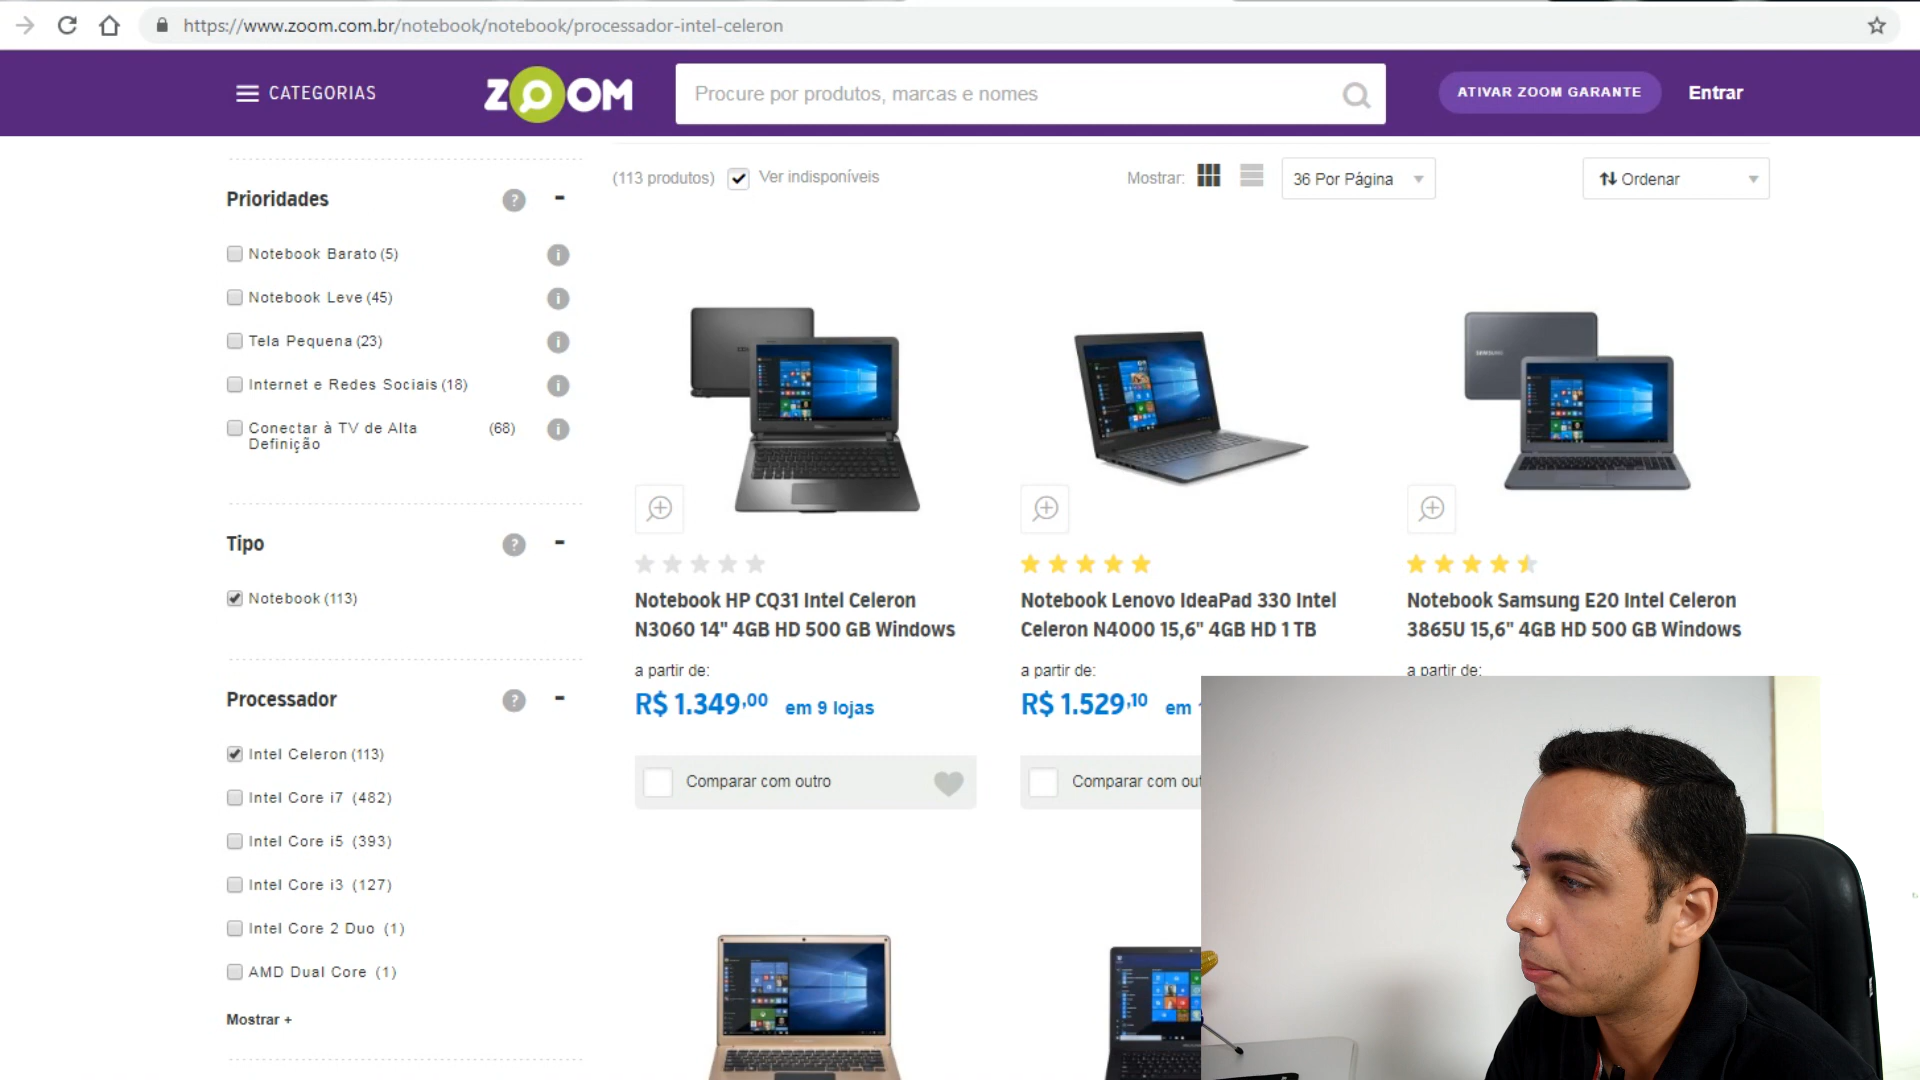 https://www.zoom.com.br/notebook/notebook/processador-intel-celeron
CATEGORIAS
ZOOM
Procure por produtos, marcas e nomes
ATIVAR ZOOM GARANTE
Entrar
(113 produtos)
Ver indisponíveis
Mostrar:
36 Por Página
Ordenar
Prioridades
Notebook Barato (5)
Notebook Leve (45)
Tela Pequena (23)
Internet e Redes Sociais (18)
Conectar à TV de Alta
Definição
(68)
Tipo
Notebook (113)
Processador
Intel Celeron (113)
Intel Core i7 (482)
Intel Core i5 (393)
Intel Core i3 (127)
Intel Core 2 Duo (1)
AMD Dual Core (1)
Mostrar +
Notebook HP CQ31 Intel Celeron
N3060 14" 4GB HD 500 GB Windows
a partir de:
R$ 1.349,00 em 9 lojas
Comparar com outro
Notebook Lenovo IdeaPad 330 Intel
Celeron N4000 15,6" 4GB HD 1 TB
a partir de:
R$ 1.529,10 em
Comparar com out
SAMSUNG
Notebook Samsung E20 Intel Celeron
3865U 15,6" 4GB HD 500 GB Windows
a partir de: